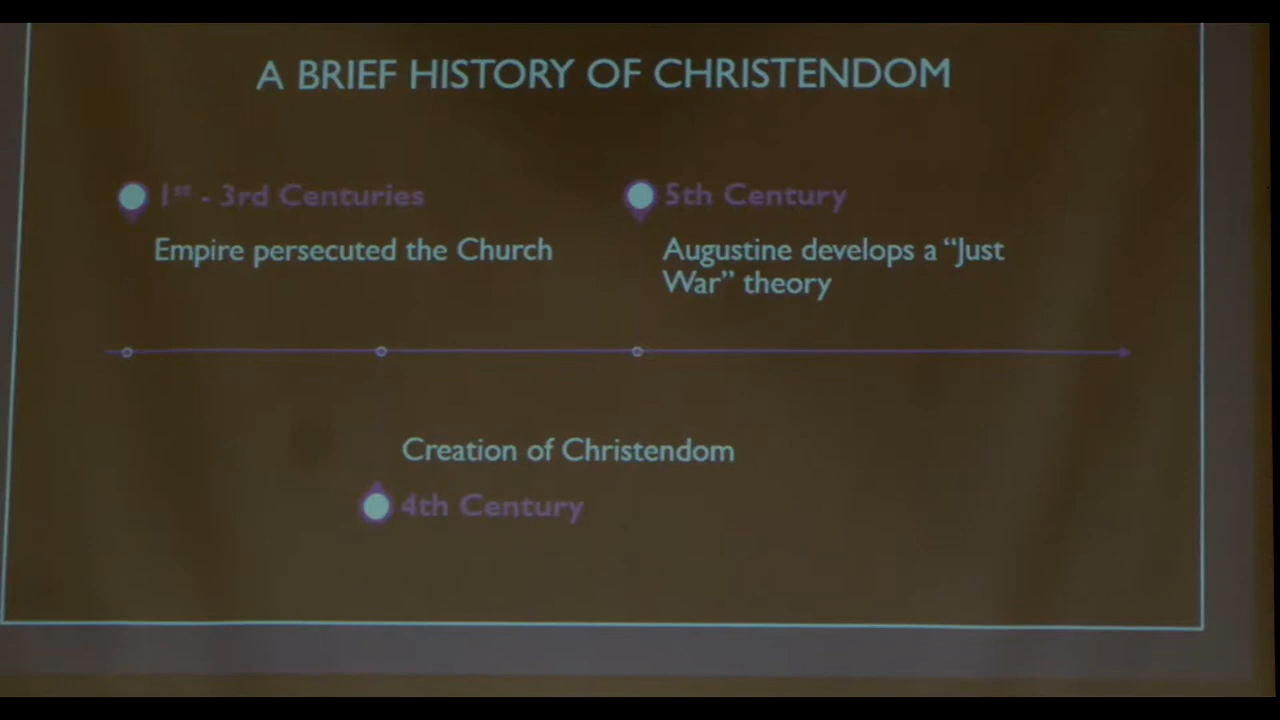 A BRIEF HISTORY OF CHRISTENDOM
1st - 3rd Centuries
Empire persecuted the Church
5th Century
Augustine develops a “Just
War” theory
Creation of Christendom
4th Century